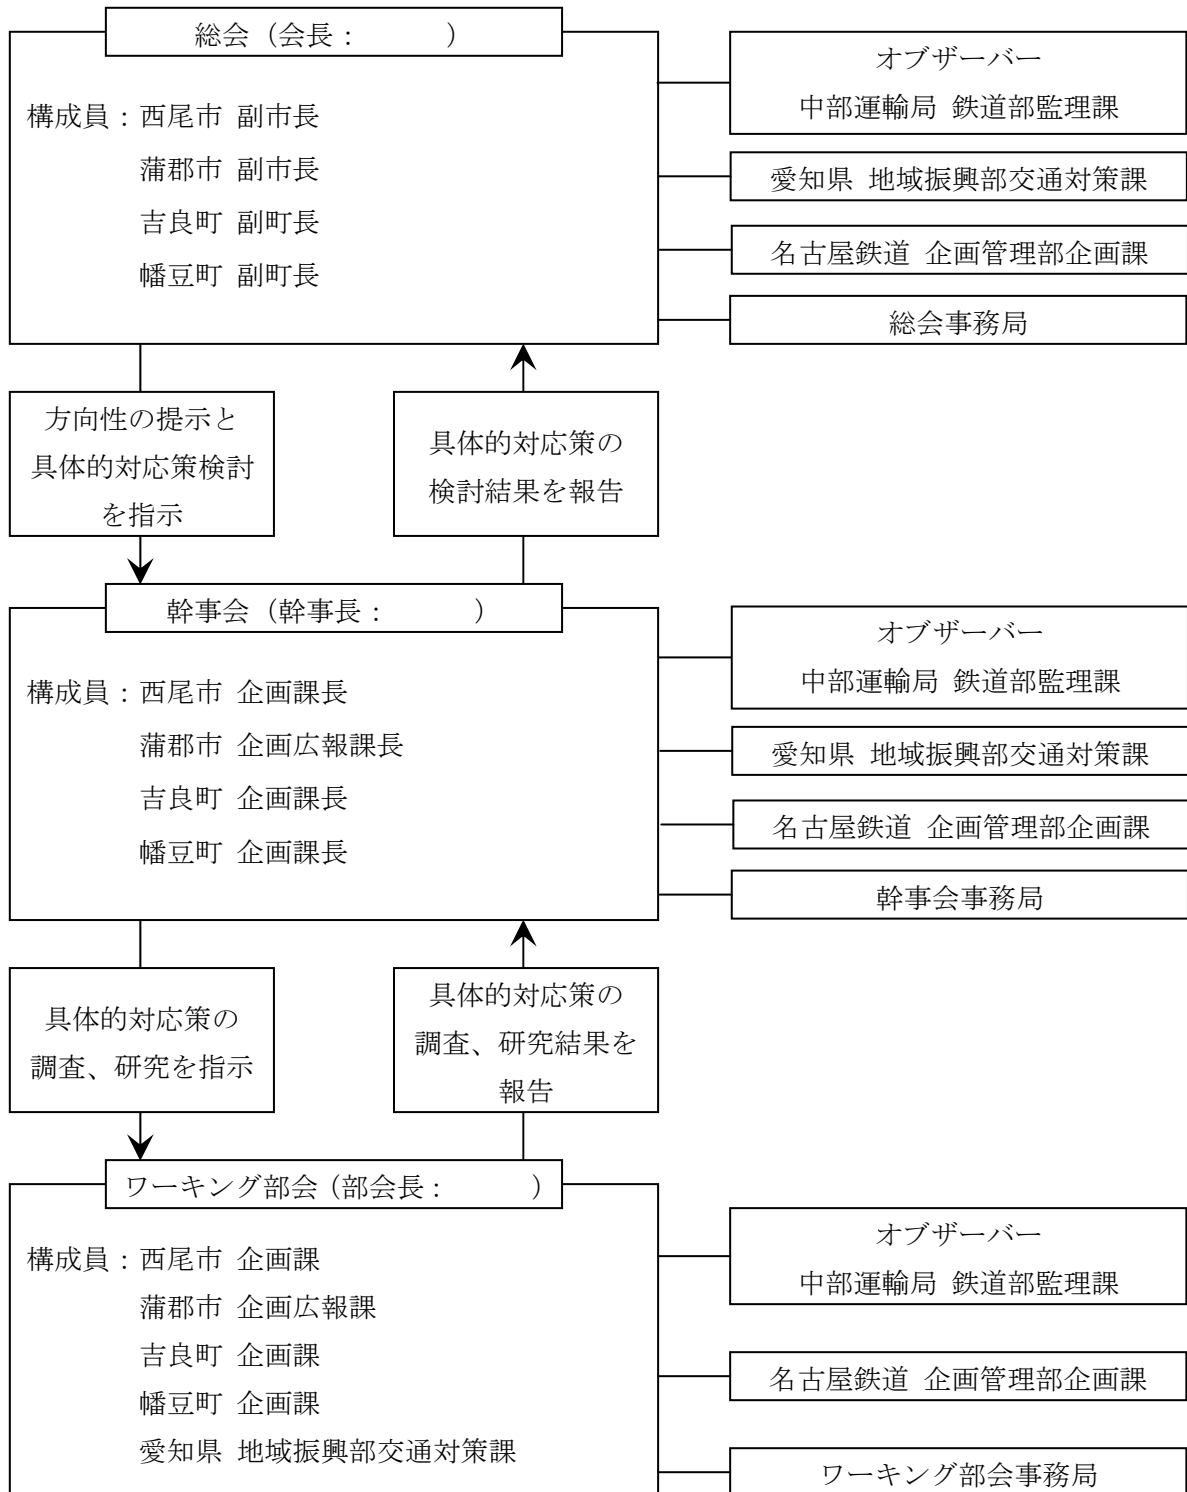 総会（会長：　　　）
構成員：西尾市 副市長
蒲郡市 副市長
吉良町 副町長
幡豆町 副町長
オブザーバー
中部運輸局 鉄道部監理課
愛知県 地域振興部交通対策課
名古屋鉄道 企画管理部企画課
総会事務局
方向性の提示と
具体的対応策検討
を指示
具体的対応策の
検討結果を報告
幹事会（幹事長：　　　）
構成員：西尾市 企画課長
蒲郡市 企画広報課長
吉良町 企画課長
幡豆町 企画課長
オブザーバー
中部運輸局 鉄道部監理課
愛知県 地域振興部交通対策課
名古屋鉄道 企画管理部企画課
幹事会事務局
具体的対応策の
調査、研究を指示
具体的対応策の
調査、研究結果を
報告
ワーキング部会（部会長：　　　）
構成員：西尾市 企画課
蒲郡市 企画広報課
吉良町 企画課
幡豆町 企画課
愛知県 地域振興部交通対策課
オブザーバー
中部運輸局 鉄道部監理課
名古屋鉄道 企画管理部企画課
ワーキング部会事務局